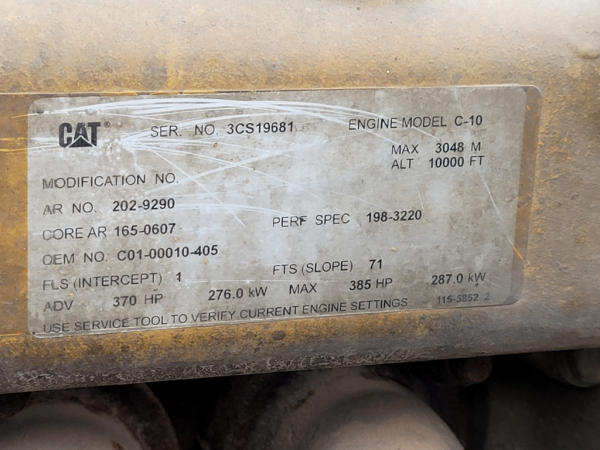 CAT® SER. NO. 3CS19681 ENGINE MODEL C-10
MAX 3048 M
ALT 10000 FT
MODIFICATION NO.
AR NO. 202-9290
CORE AR 165-0607 PERF SPEC 198-3220
OEM NO. C01-00010-405
FLS (INTERCEPT) 1 FTS (SLOPE) 71
ADV 370 HP 276.0 kW MAX 385 HP 287.0 kW
USE SERVICE TOOL TO VERIFY CURRENT ENGINE SETTINGS 115-5852 2